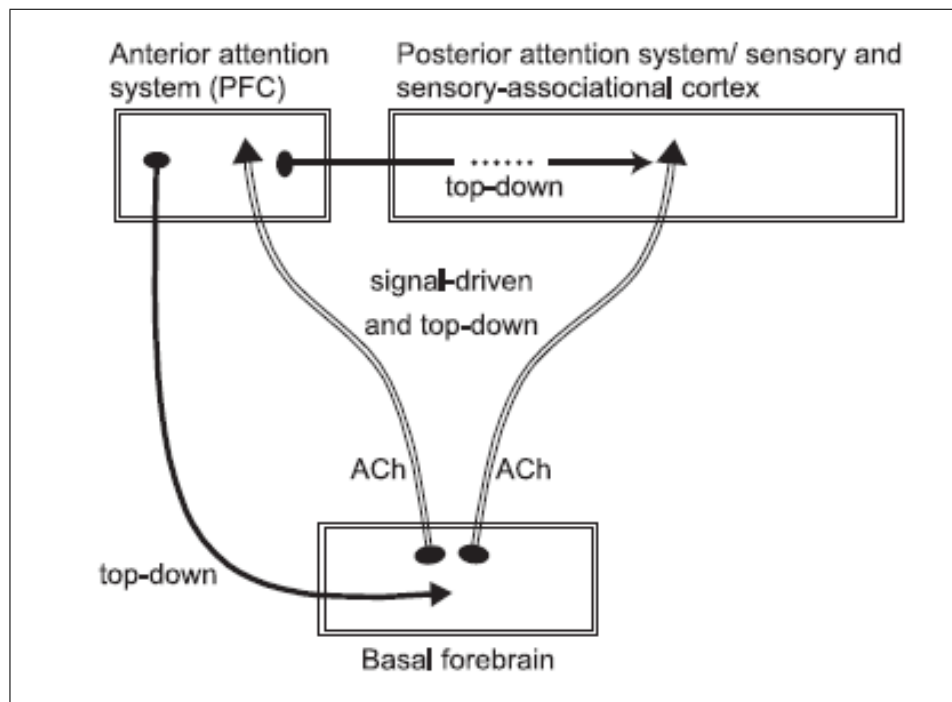 Anterior attention
system (PFC)
Posterior attention system/ sensory and
sensory-associational cortex
top-down
signal-driven
and top-down
ACh
ACh
top-down
Basal forebrain